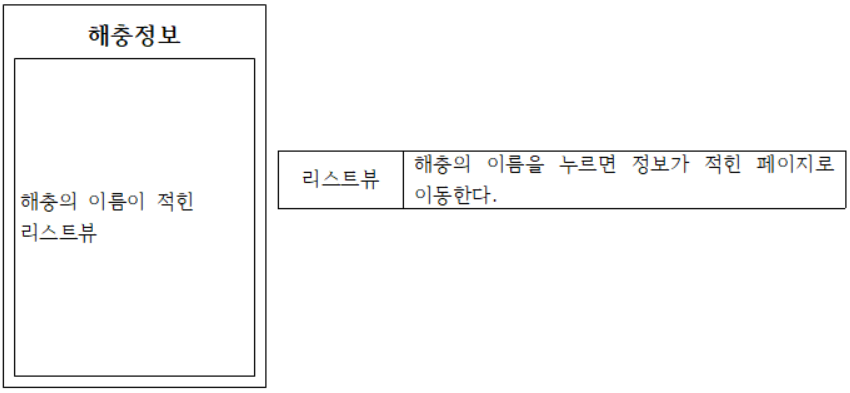 해충정보
해충의 이름이 적힌
리스트뷰
리스트뷰
해충의 이름을 누르면 정보가 적힌 페이지로
이동한다.